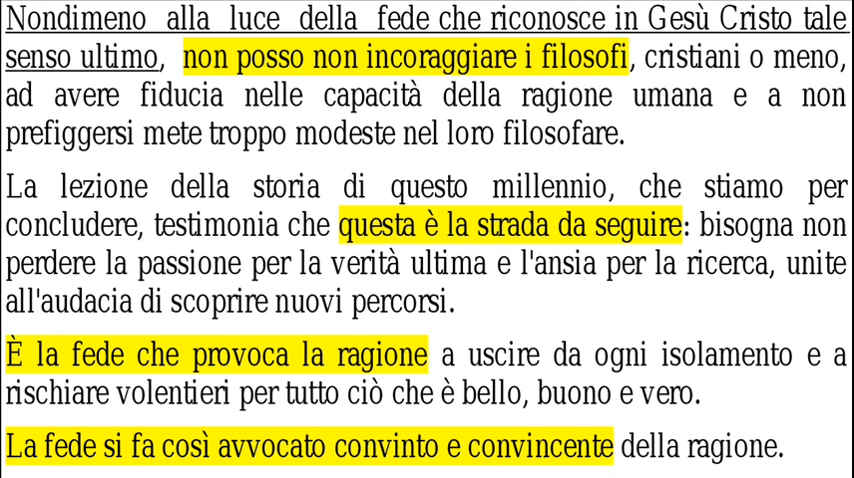 Nondimeno alla luce della fede che riconosce in Gesù Cristo tale
senso ultimo, non posso non incoraggiare i filosofi, cristiani o meno,
ad avere fiducia nelle capacità della ragione umana e a non
prefiggersi mete troppo modeste nel loro filosofare.
La lezione della storia di questo millennio, che stiamo per
concludere, testimonia che questa è la strada da seguire: bisogna non
perdere la passione per la verità ultima e l'ansia per la ricerca, unite
all'audacia di scoprire nuovi percorsi.
È la fede che provoca la ragione a uscire da ogni isolamento e a
rischiare volentieri per tutto ciò che è bello, buono e vero.
La fede si fa così avvocato convinto e convincente della ragione.